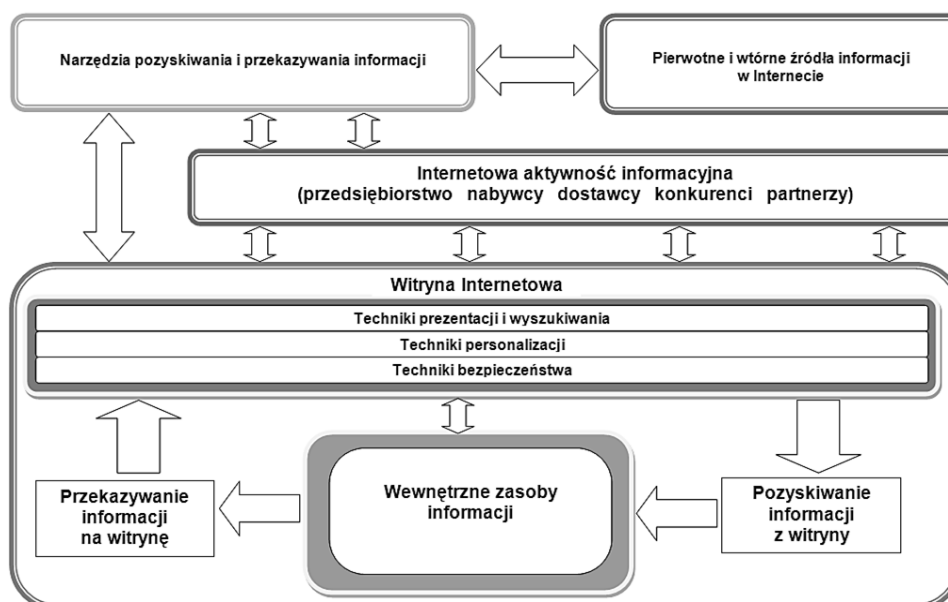 Narzędzia pozyskiwania i przekazywania informacji
Pierwotne i wtórne źródła informacji
w Internecie
Internetowa aktywność informacyjna
(przedsiębiorstwo nabywcy dostawcy konkurenci partnerzy)
Witryna Internetowa
Techniki prezentacji i wyszukiwania
Techniki personalizacji
Techniki bezpieczeństwa
Przekazywanie
informacji
na witrynę
Wewnętrzne zasoby
informacji
Pozyskiwanie
informacji
z witryny